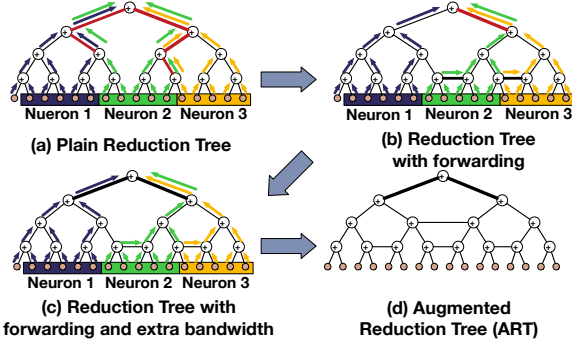 Nueron 1 Neuron 2 Neuron 3
(a) Plain Reduction Tree
Neuron 1 Neuron 2 Neuron 3
(b) Reduction Tree
with forwarding
Neuron 1 Neuron 2 Neuron 3
(c) Reduction Tree with
forwarding and extra bandwidth
(d) Augmented
Reduction Tree (ART)